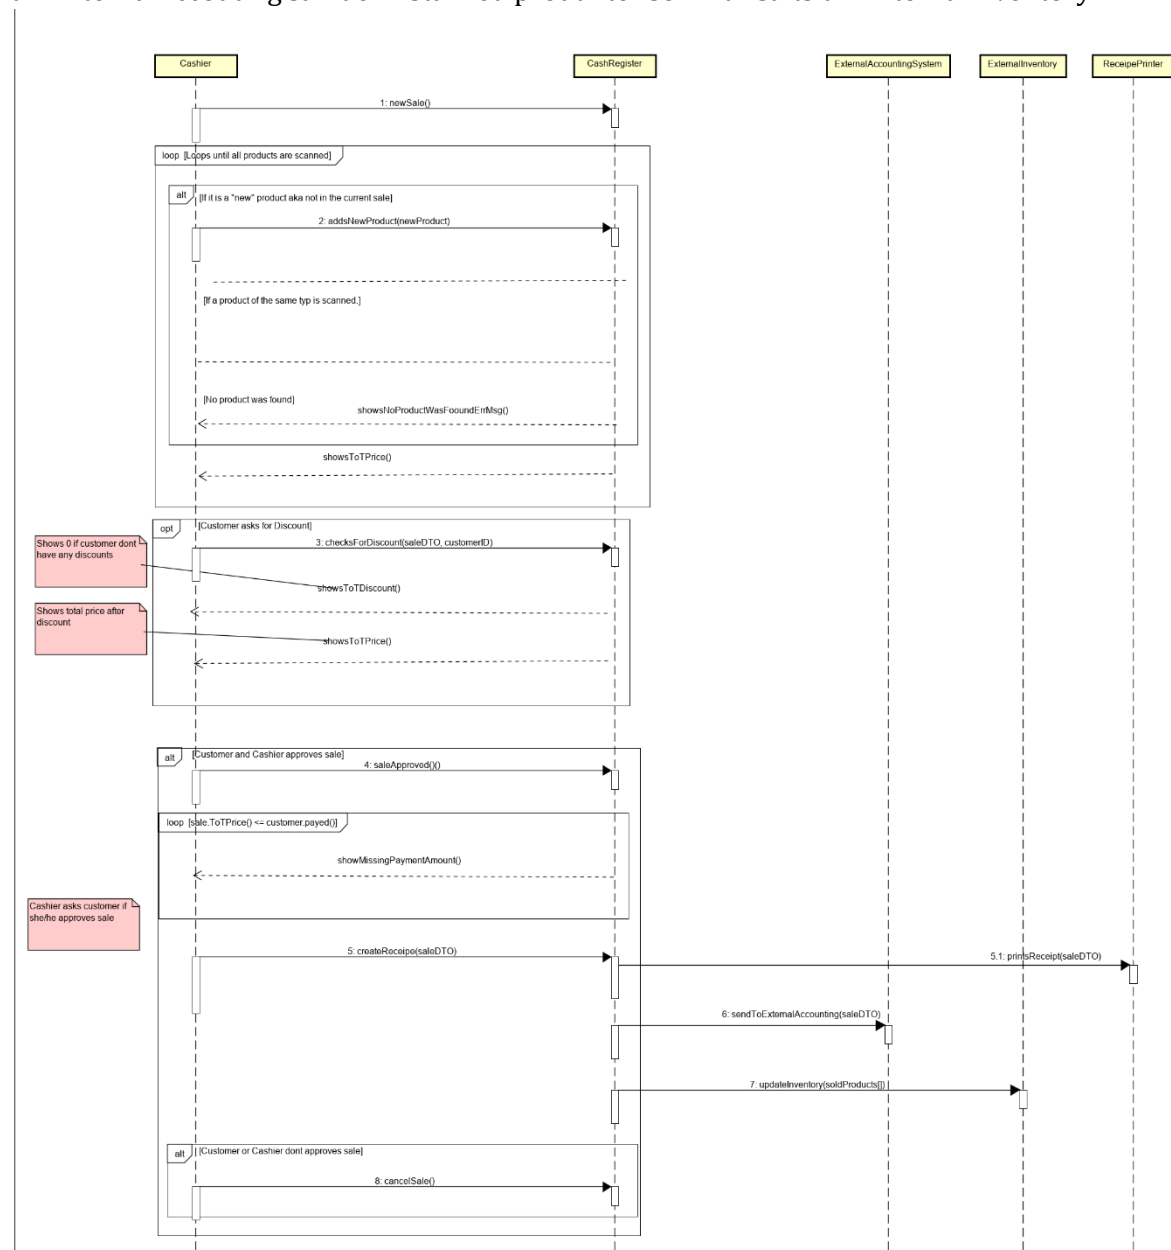 Cashier
CashRegister
ExternalAccountingSystem
ExternalInventory
ReceipePrinter
1: newSale()
loop [Loops until all products are scanned]
alt [If it is a "new" product aka not in the current sale]
2: addsNewProduct(newProduct)
[If a product of the same typ is scanned.]
[No product was found]
showsNoProductWasFooundErrMsg()
showsToTPrice()
opt [Customer asks for Discount]
3: checksForDiscount(saleDTO, customerID)
Shows 0 if customer dont
have any discounts
showsToTDiscount()
Shows total price after
discount
showsToTPrice()
alt [Customer and Cashier approves sale]
4: saleApproved()()
loop [sale.ToTPrice() <= customer.payed()]
showMissingPaymentAmount()
Cashier asks customer if
she/he approves sale
5: createReceipe(saleDTO)
5.1: printsReceipt(saleDTO)
6: sendToExternalAccounting(saleDTO)
7: updateInventory(soldProducts[])
alt [Customer or Cashier dont approves sale]
8: cancelSale()